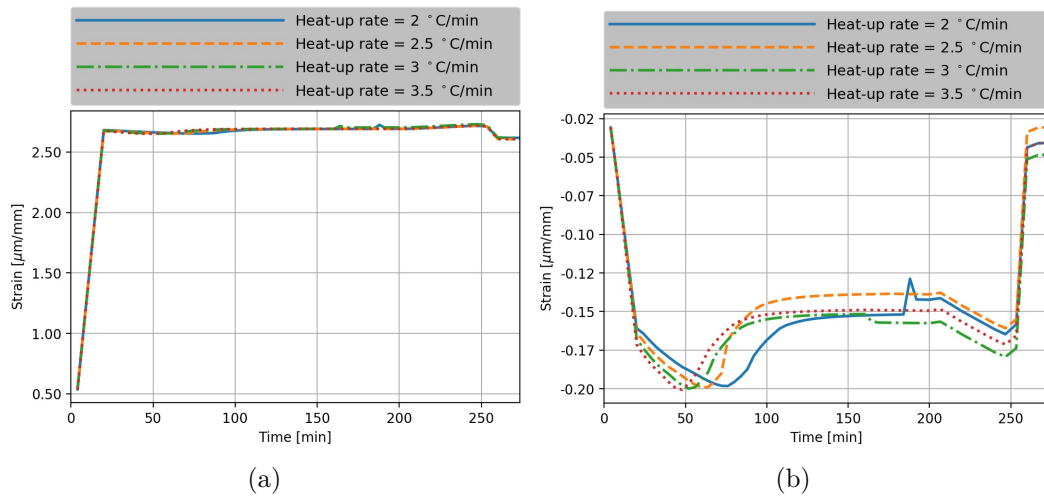 Heat-up rate = 2 °C/min
Heat-up rate = 2.5 °C/min
Heat-up rate = 3 °C/min
Heat-up rate = 3.5 °C/min
2.50
2.00
1.50
1.00
0.50
Strain [μm/mm]
0
50
100
150
200
250
Time [min]
(a)
Heat-up rate = 2 °C/min
Heat-up rate = 2.5 °C/min
Heat-up rate = 3 °C/min
Heat-up rate = 3.5 °C/min
-0.02
-0.05
-0.07
-0.10
-0.12
-0.15
-0.17
-0.20
Strain [μm/mm]
0
50
100
150
200
250
Time [min]
(b)